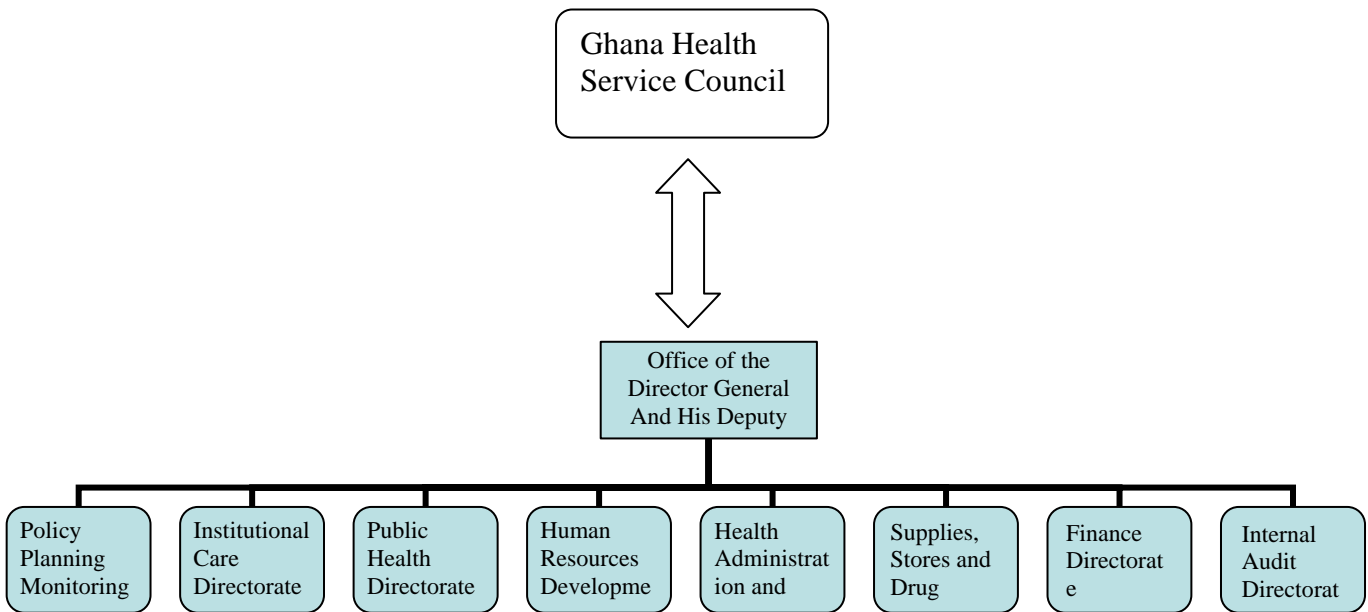 Ghana Health
Service Council
Office of the
Director General
And His Deputy
Policy
Planning
Monitoring
Institutional
Care
Directorate
Public
Health
Directorate
Human
Resources
Developme
Health
Administrat
ion and
Supplies,
Stores and
Drug
Finance
Directorat
e
Internal
Audit
Directorat